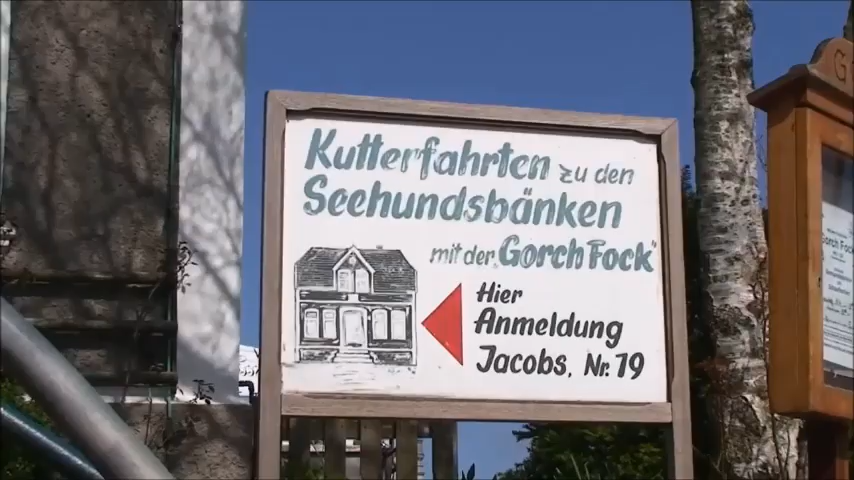 Kutterfahrten zu den
Seehundsbänken
mit der Gorch Fock"
Hier
Anmeldung
Jacobs, Nr. 19